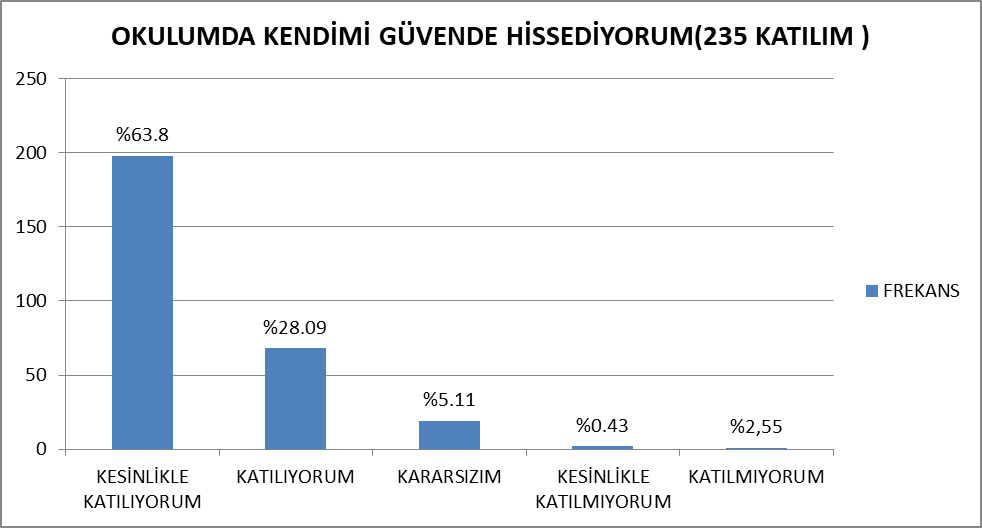 OKULUMDA KENDİMİ GÜVENDE HİSSEDİYORUM(235 KATILIM )
250
200
150
100
50
0
%63.8
%28.09
%5.11
%0.43
%2,55
KESİNLİKLE
KATILIYORUM
KATILIYORUM
KARARSIZIM
KESİNLİKLE
KATILMIYORUM
KATILMIYORUM
FREKANS